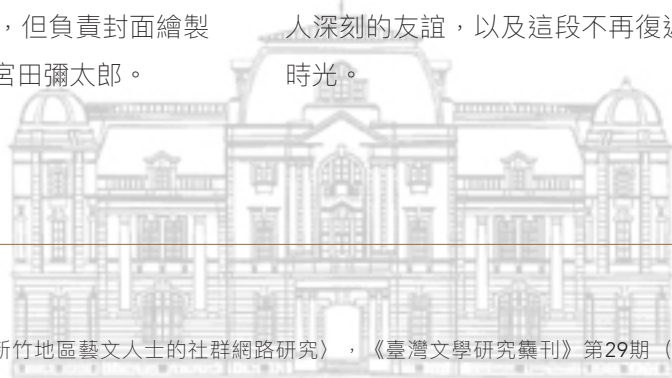 ，但負責封面繪製
宮田彌太郎。
人深刻的友誼，以及這段不再復返
時光。
新竹地區藝文人士的社群網路研究〉，《臺灣文學研究雧刊》第29期（